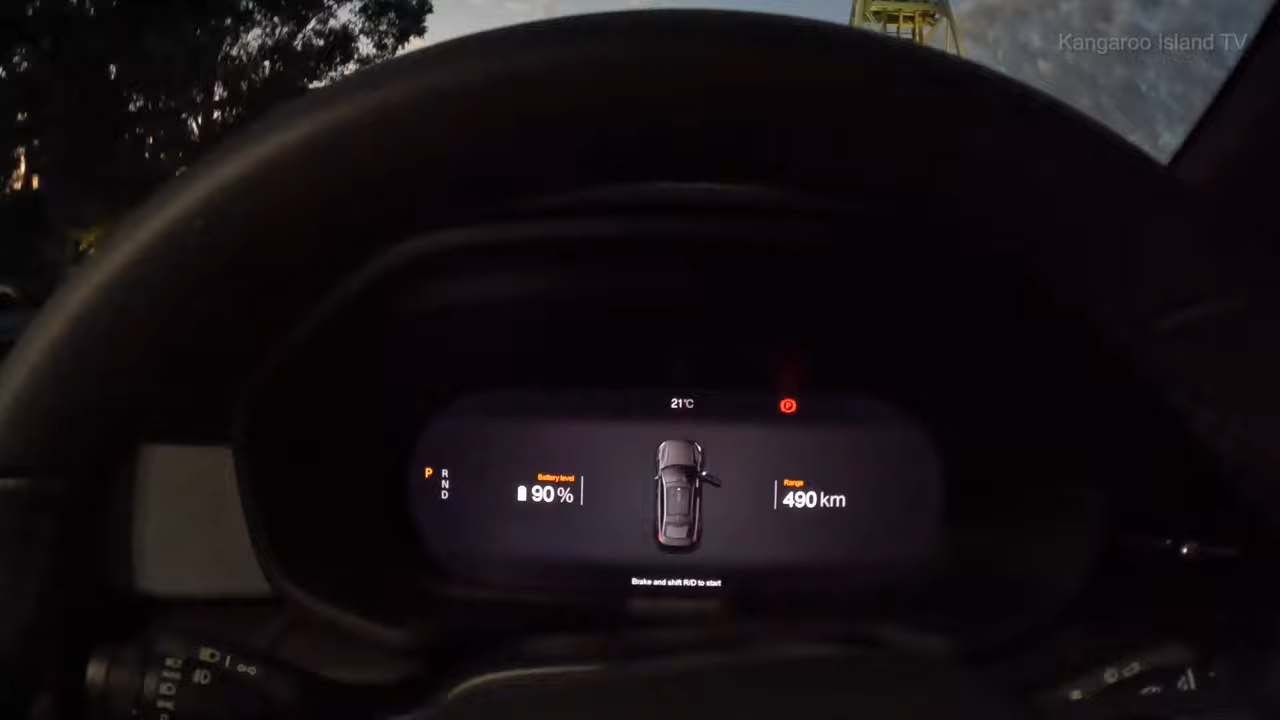 Kangaroo Island TV
21°C
P
P R
N
D
Battery level
90 %
Range
490 km
Brake and shift R/D to start